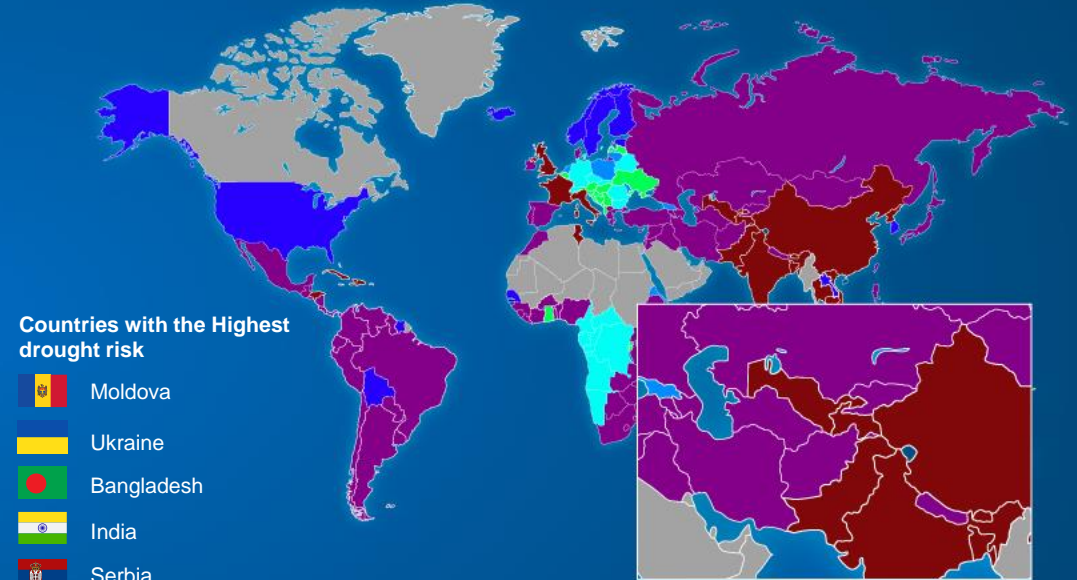 Countries with the Highest
drought risk
Moldova
Ukraine
Bangladesh
India
Serbia